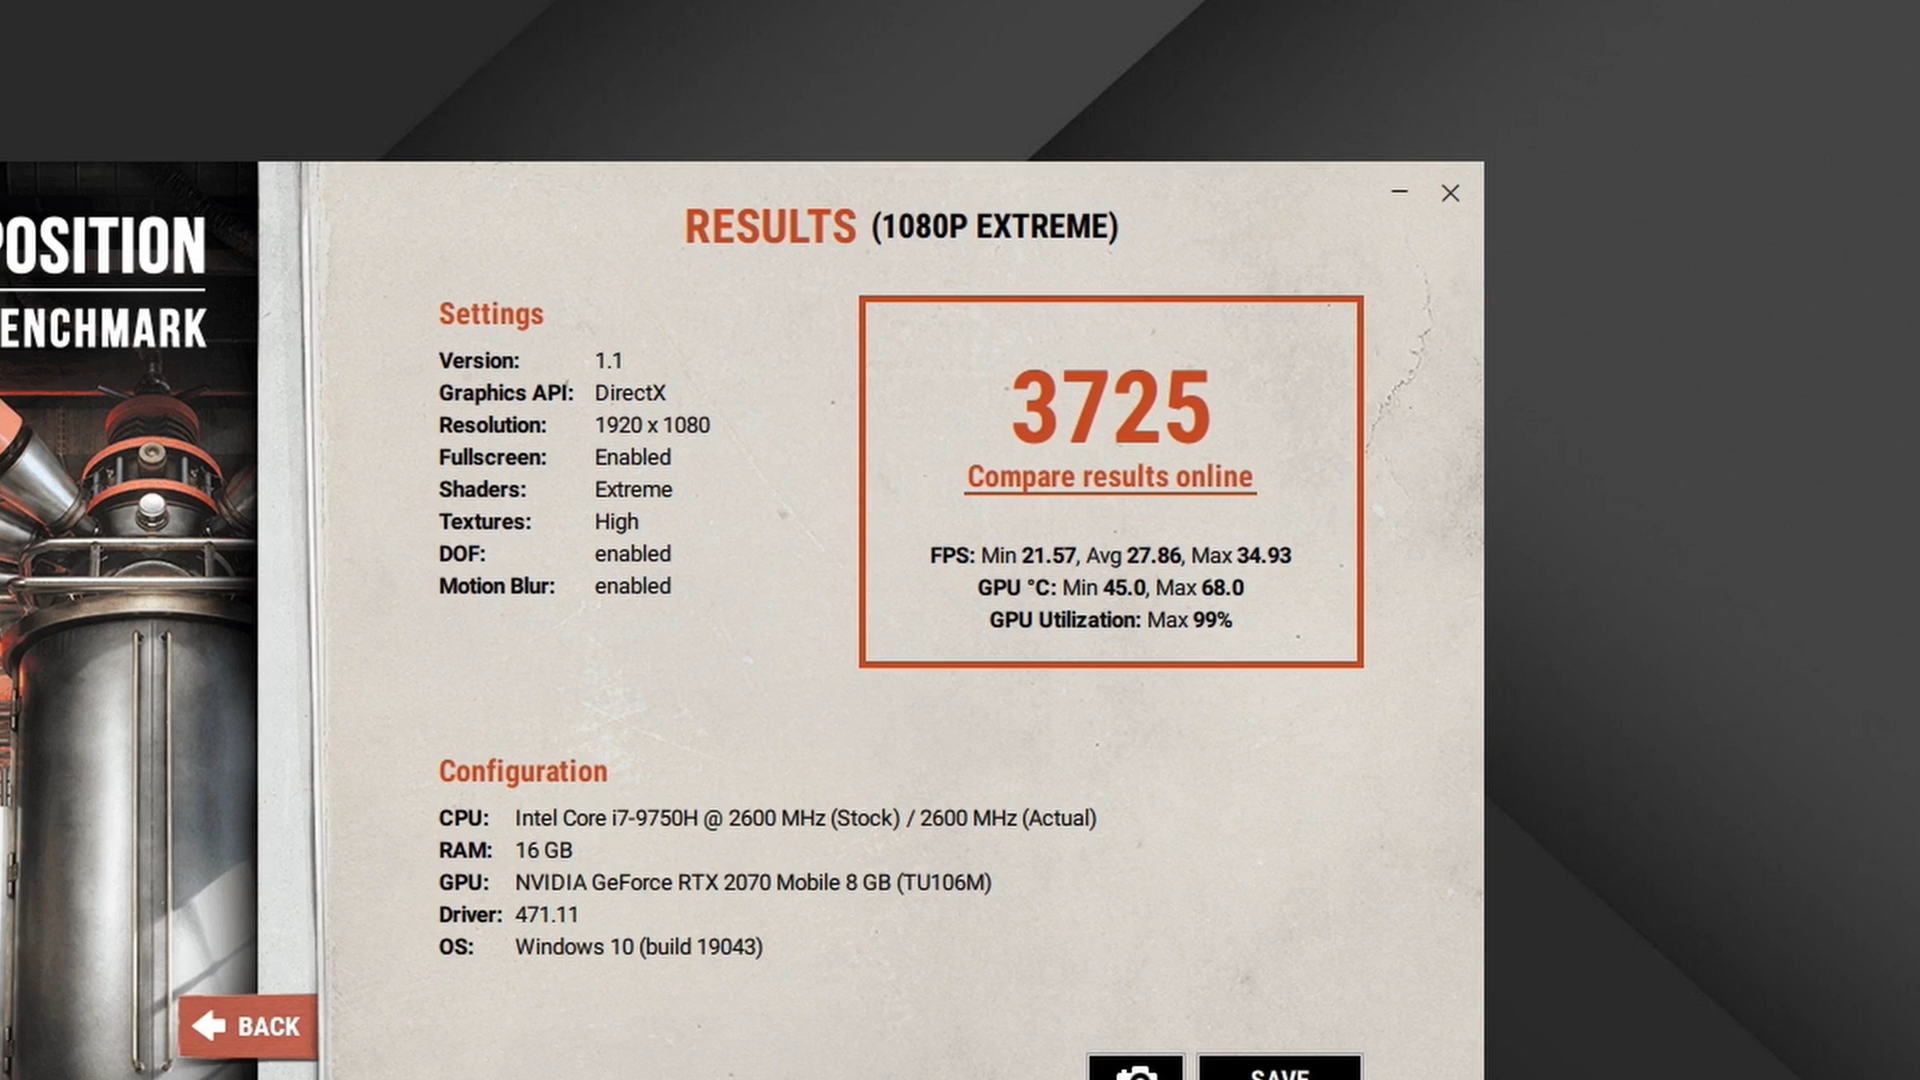 POSITION
ENCHMARK
RESULTS (1080P EXTREME)
Settings
Version: 1.1
Graphics API: DirectX
Resolution: 1920 x 1080
Fullscreen: Enabled
Shaders: Extreme
Textures: High
DOF: enabled
Motion Blur: enabled
3725
Compare results online
FPS: Min 21.57, Avg 27.86, Max 34.93
GPU °C: Min 45.0, Max 68.0
GPU Utilization: Max 99%
Configuration
CPU: Intel Core i7-9750H @ 2600 MHz (Stock) / 2600 MHz (Actual)
RAM: 16 GB
GPU: NVIDIA GeForce RTX 2070 Mobile 8 GB (TU106M)
Driver: 471.11
OS: Windows 10 (build 19043)
BACK
SAVE